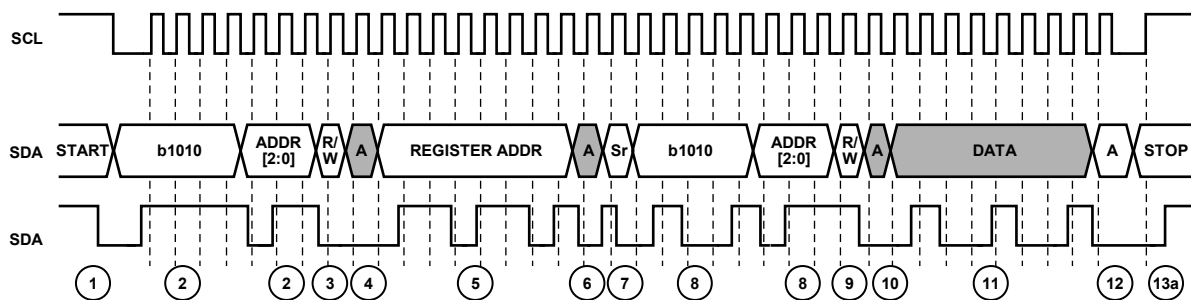 SCL
SDA START b1010 ADDR [2:0] R/W A REGISTER ADDR A Sr b1010 ADDR [2:0] R/W A DATA A STOP
SDA
1 2 2 3 4 5 6 7 8 8 9 10 11 12 13a